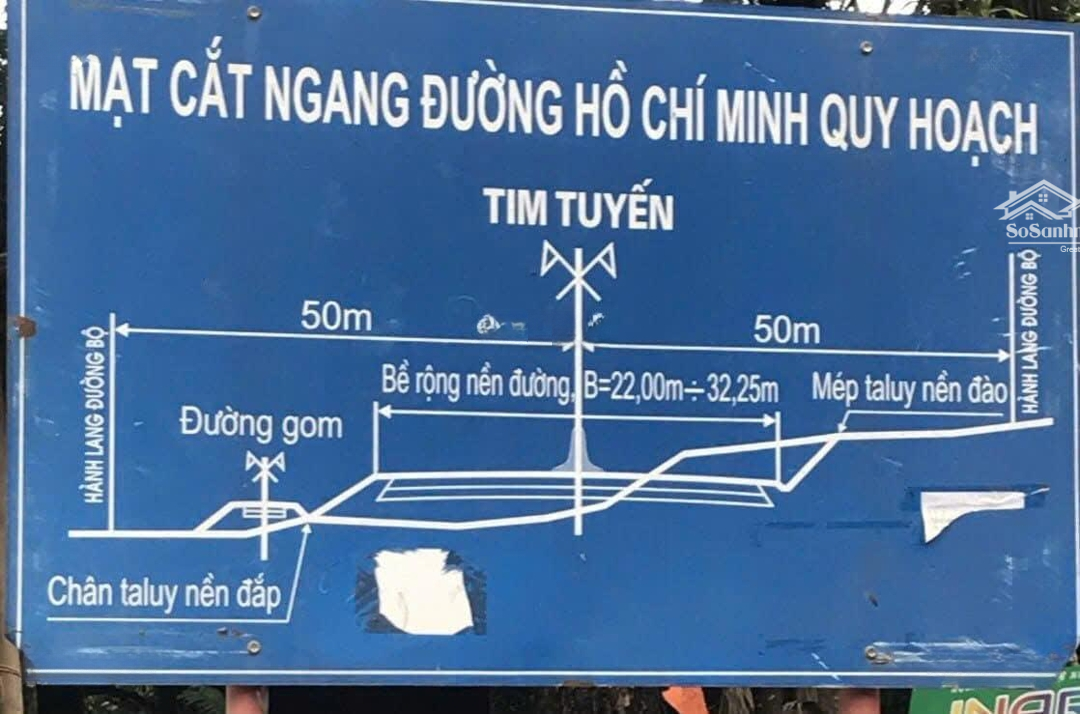 MẶT CẮT NGANG ĐƯỜNG HỒ CHÍ MINH QUY HOẠCH
TIM TUYẾN
50m
50m
HÀNH LANG ĐƯỜNG BỘ
HÀNH LANG ĐƯỜNG BỘ
Bề rộng nền đường, B=22,00m÷32,25m
Mép taluy nền đào
Đường gom
Chân taluy nền đắp
SoSanhn
Great